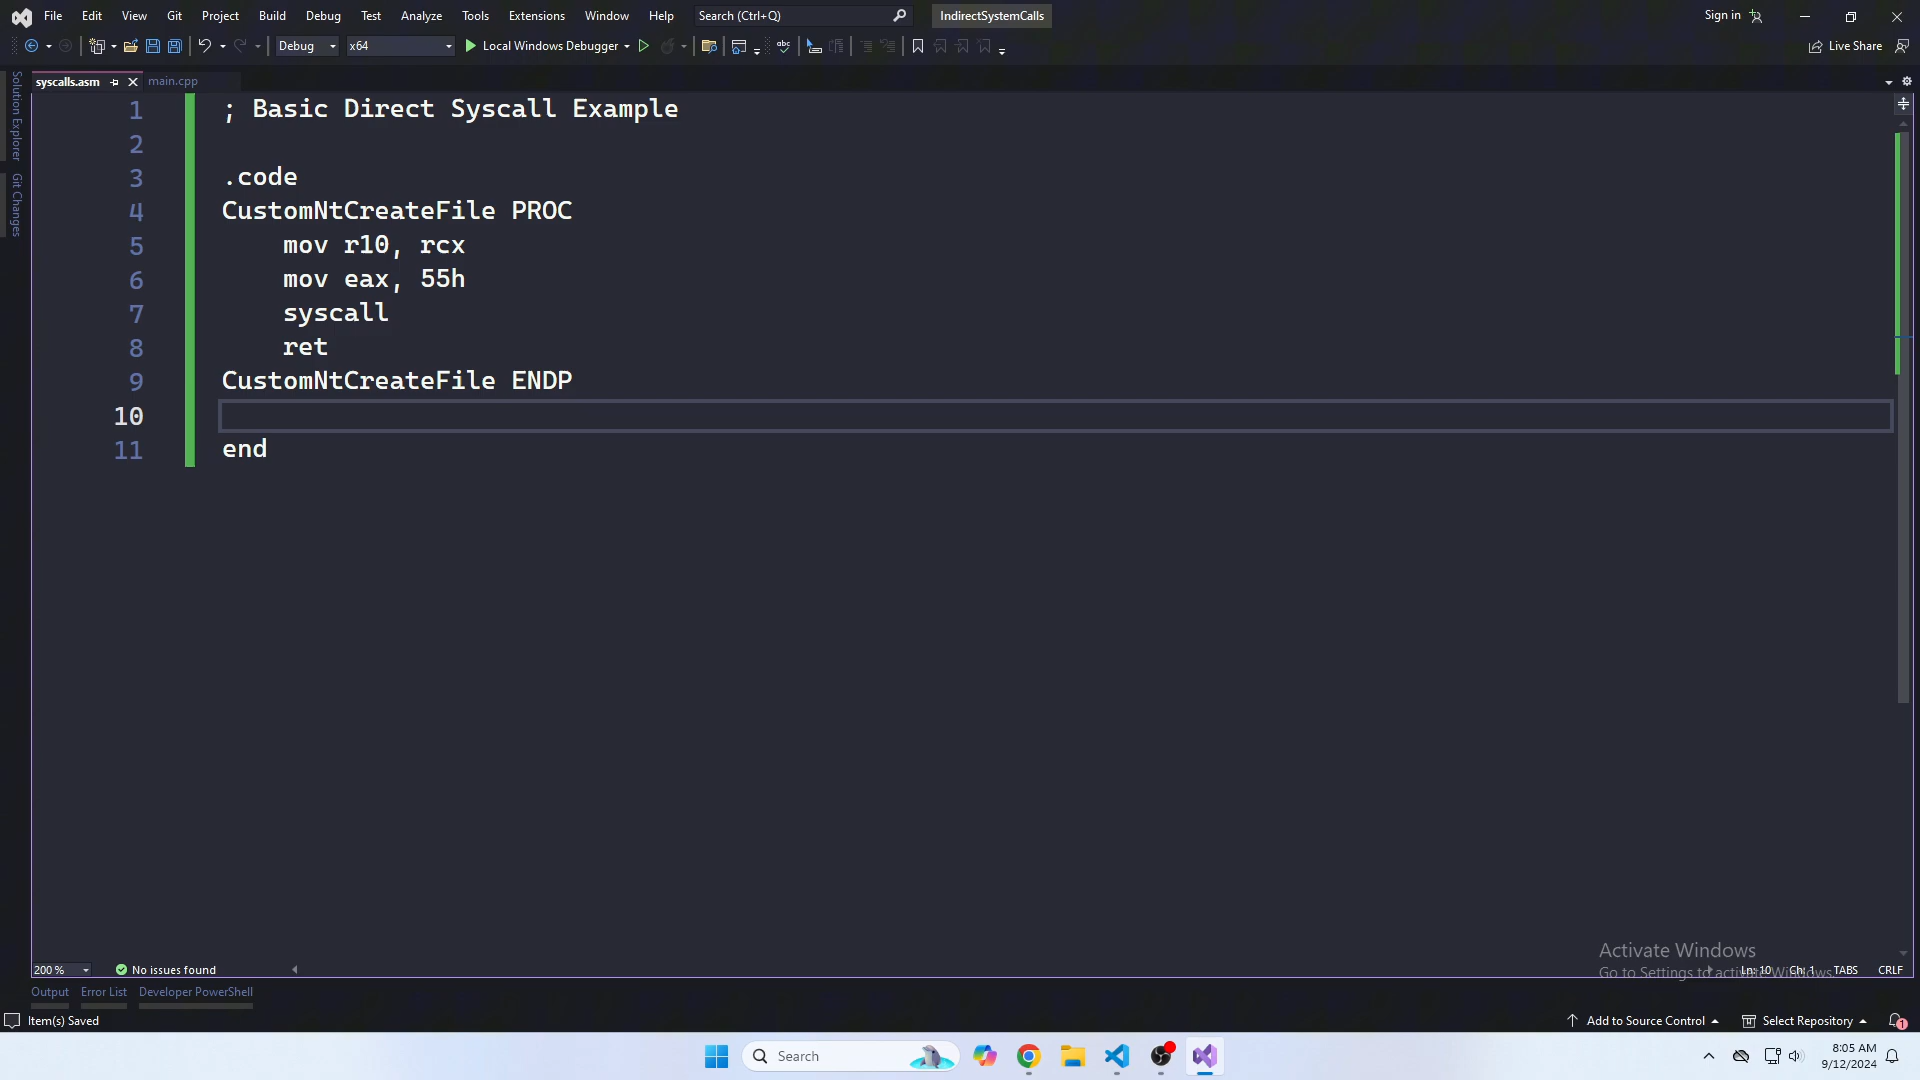 File Edit View Git Project Build Debug Test Analyze Tools Extensions Window Help Search (Ctrl+Q) IndirectSystemCalls Sign in
Debug x64 Local Windows Debugger Live Share
syscalls.asm main.cpp
Solution Explorer
Git Changes
1 ; Basic Direct Syscall Example
2
3 .code
4 CustomNtCreateFile PROC
5 mov r10, rcx
6 mov eax, 55h
7 syscall
8 ret
9 CustomNtCreateFile ENDP
10
11 end
Activate Windows
Go to Settings to activate Windows.
200 % No issues found Ln: 10 Ch: 1 TABS CRLF
Output Error List Developer PowerShell
Item(s) Saved Add to Source Control Select Repository 1
Search 8:05 AM
9/12/2024